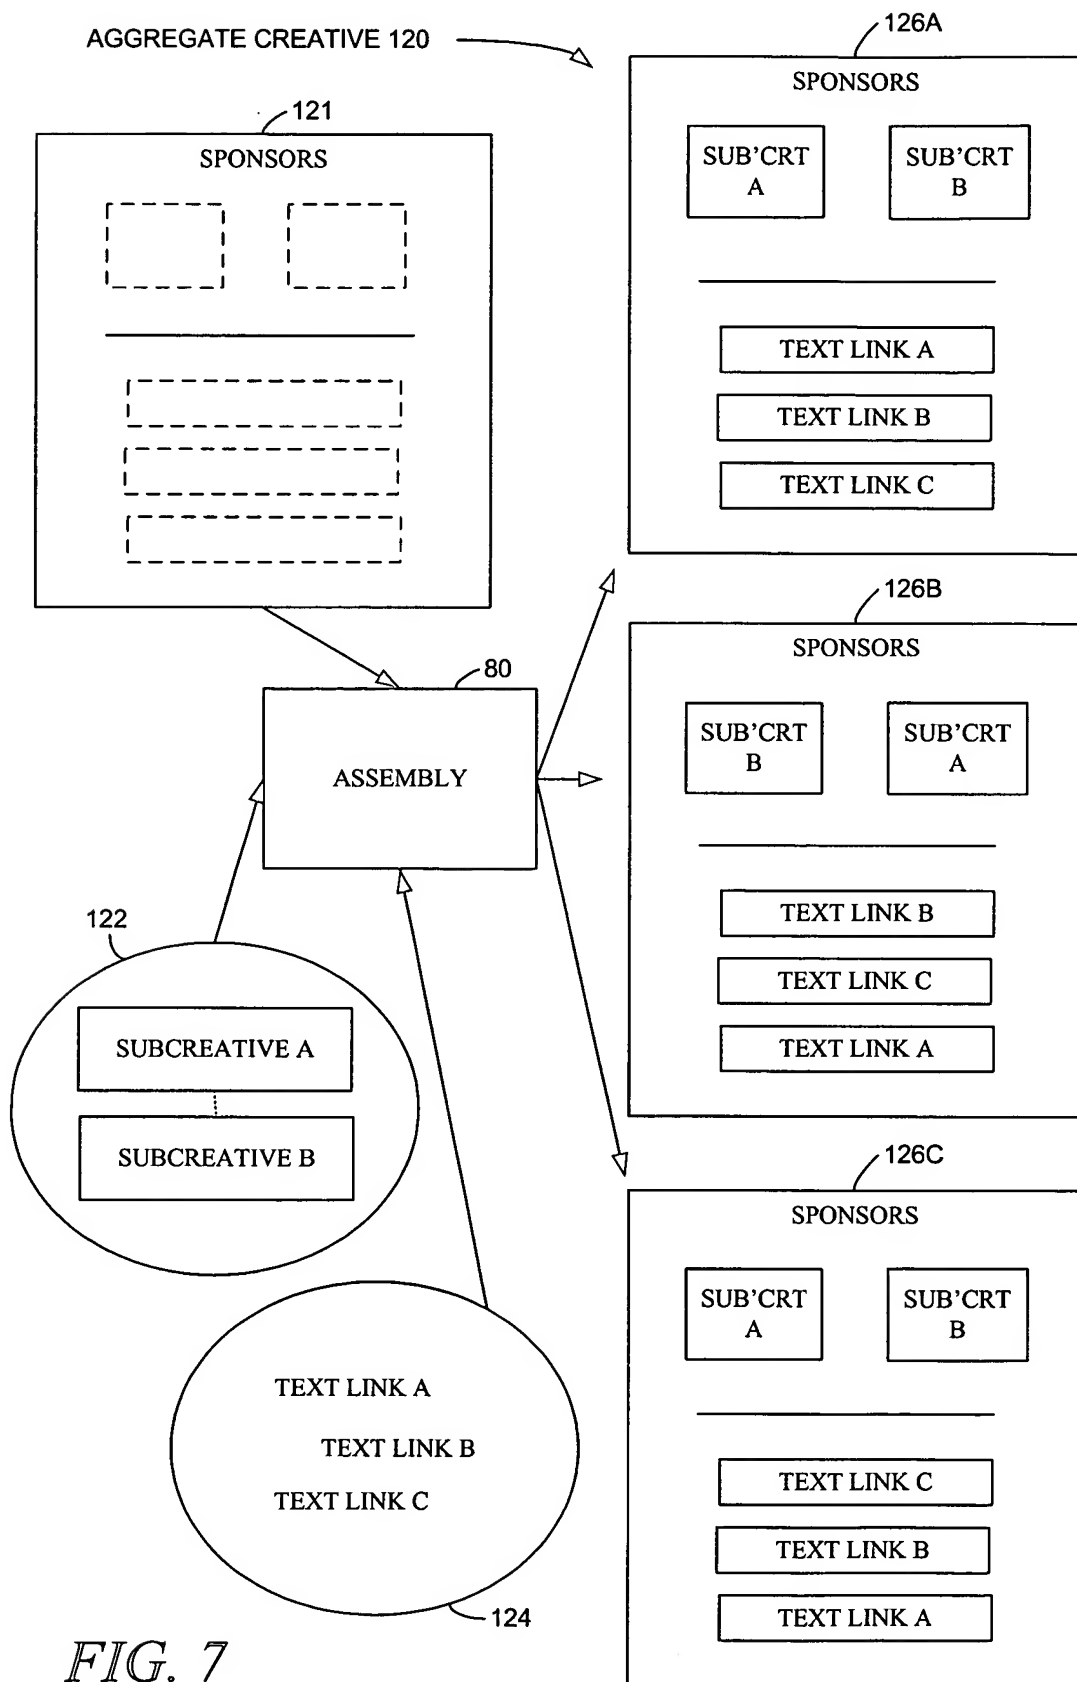 AGGREGATE CREATIVE 120
121
SPONSORS
126A
SPONSORS
SUB'CRT
A
SUB'CRT
B
TEXT LINK A
TEXT LINK B
TEXT LINK C
80
ASSEMBLY
126B
SPONSORS
SUB'CRT
B
SUB'CRT
A
TEXT LINK B
TEXT LINK C
TEXT LINK A
122
SUBCREATIVE A
SUBCREATIVE B
124
TEXT LINK A
TEXT LINK B
TEXT LINK C
126C
SPONSORS
SUB'CRT
A
SUB'CRT
B
TEXT LINK C
TEXT LINK B
TEXT LINK A
FIG. 7